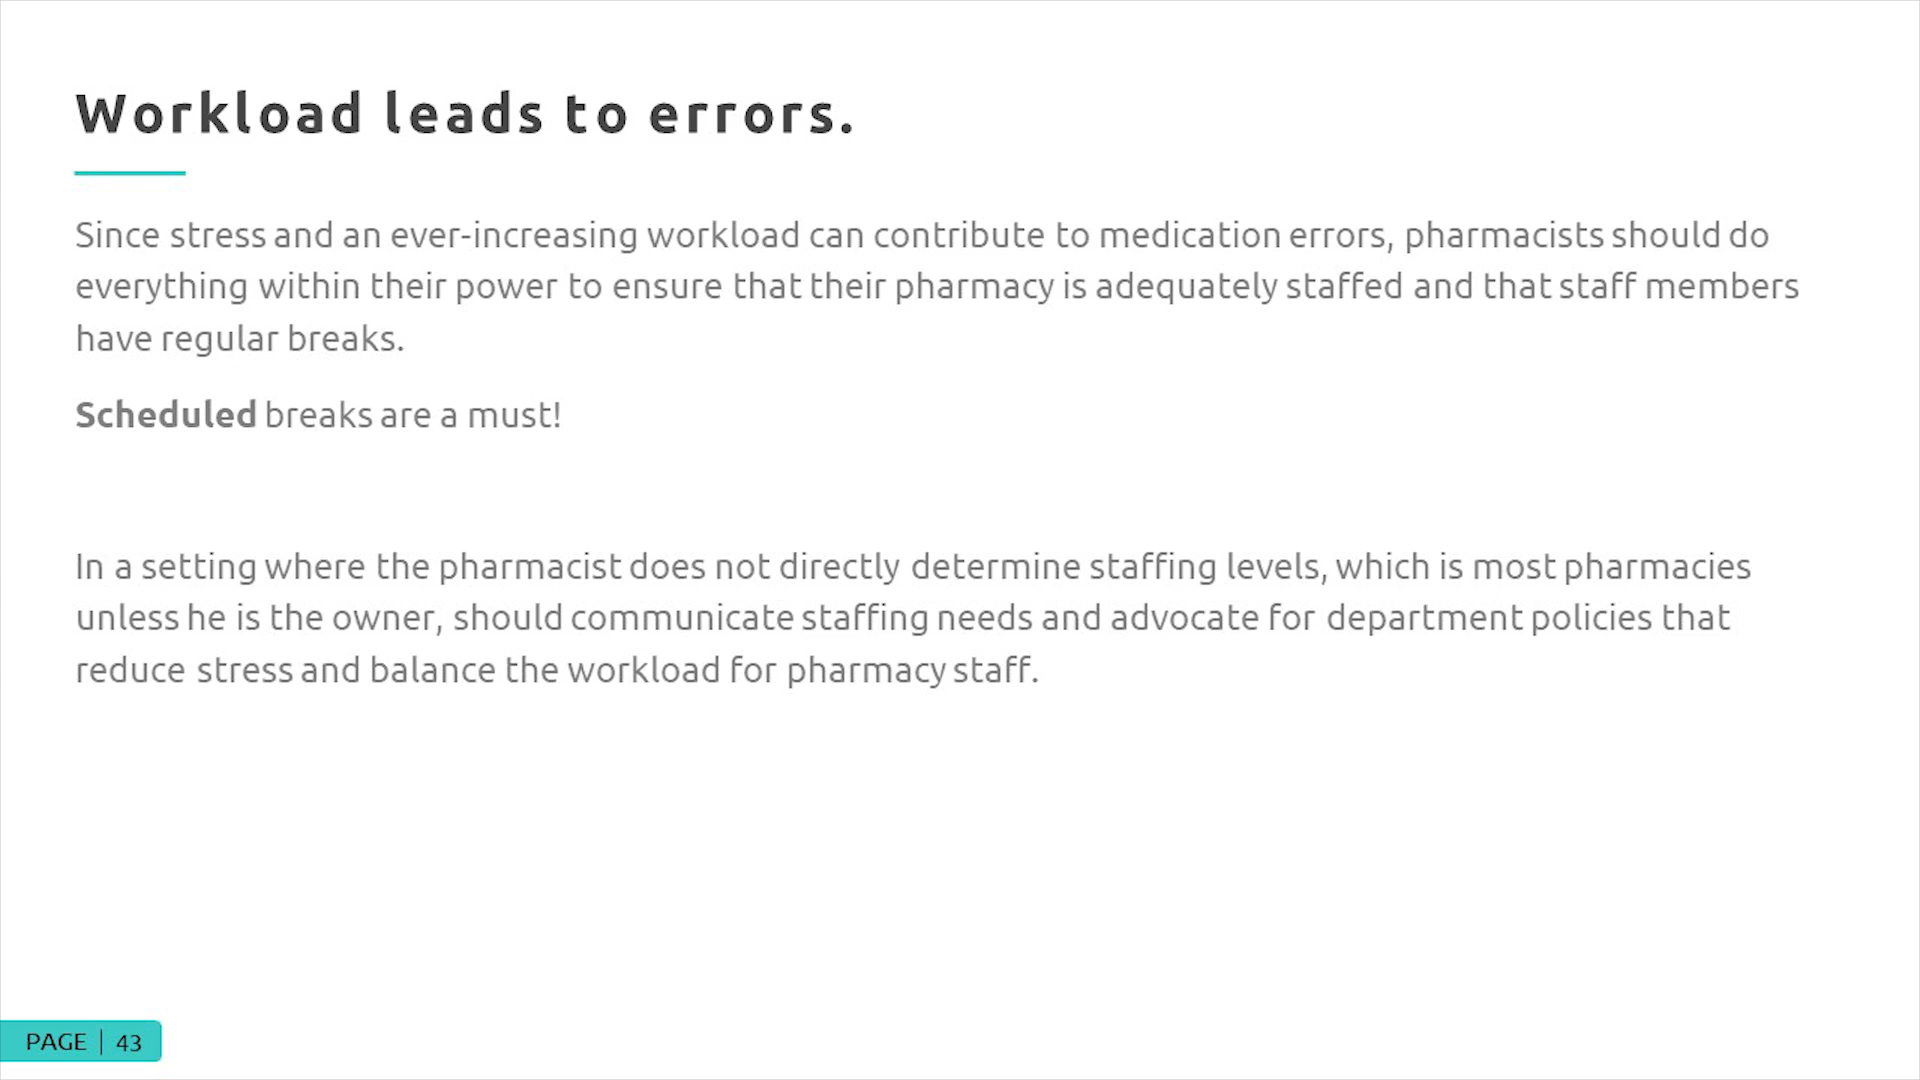 Workload leads to errors.
Since stress and an ever-increasing workload can contribute to medication errors, pharmacists should do
everything within their power to ensure that their pharmacy is adequately staffed and that staff members
have regular breaks.
Scheduled breaks are a must!
In a setting where the pharmacist does not directly determine staffing levels, which is most pharmacies
unless he is the owner, should communicate staffing needs and advocate for department policies that
reduce stress and balance the workload for pharmacy staff.
PAGE | 43